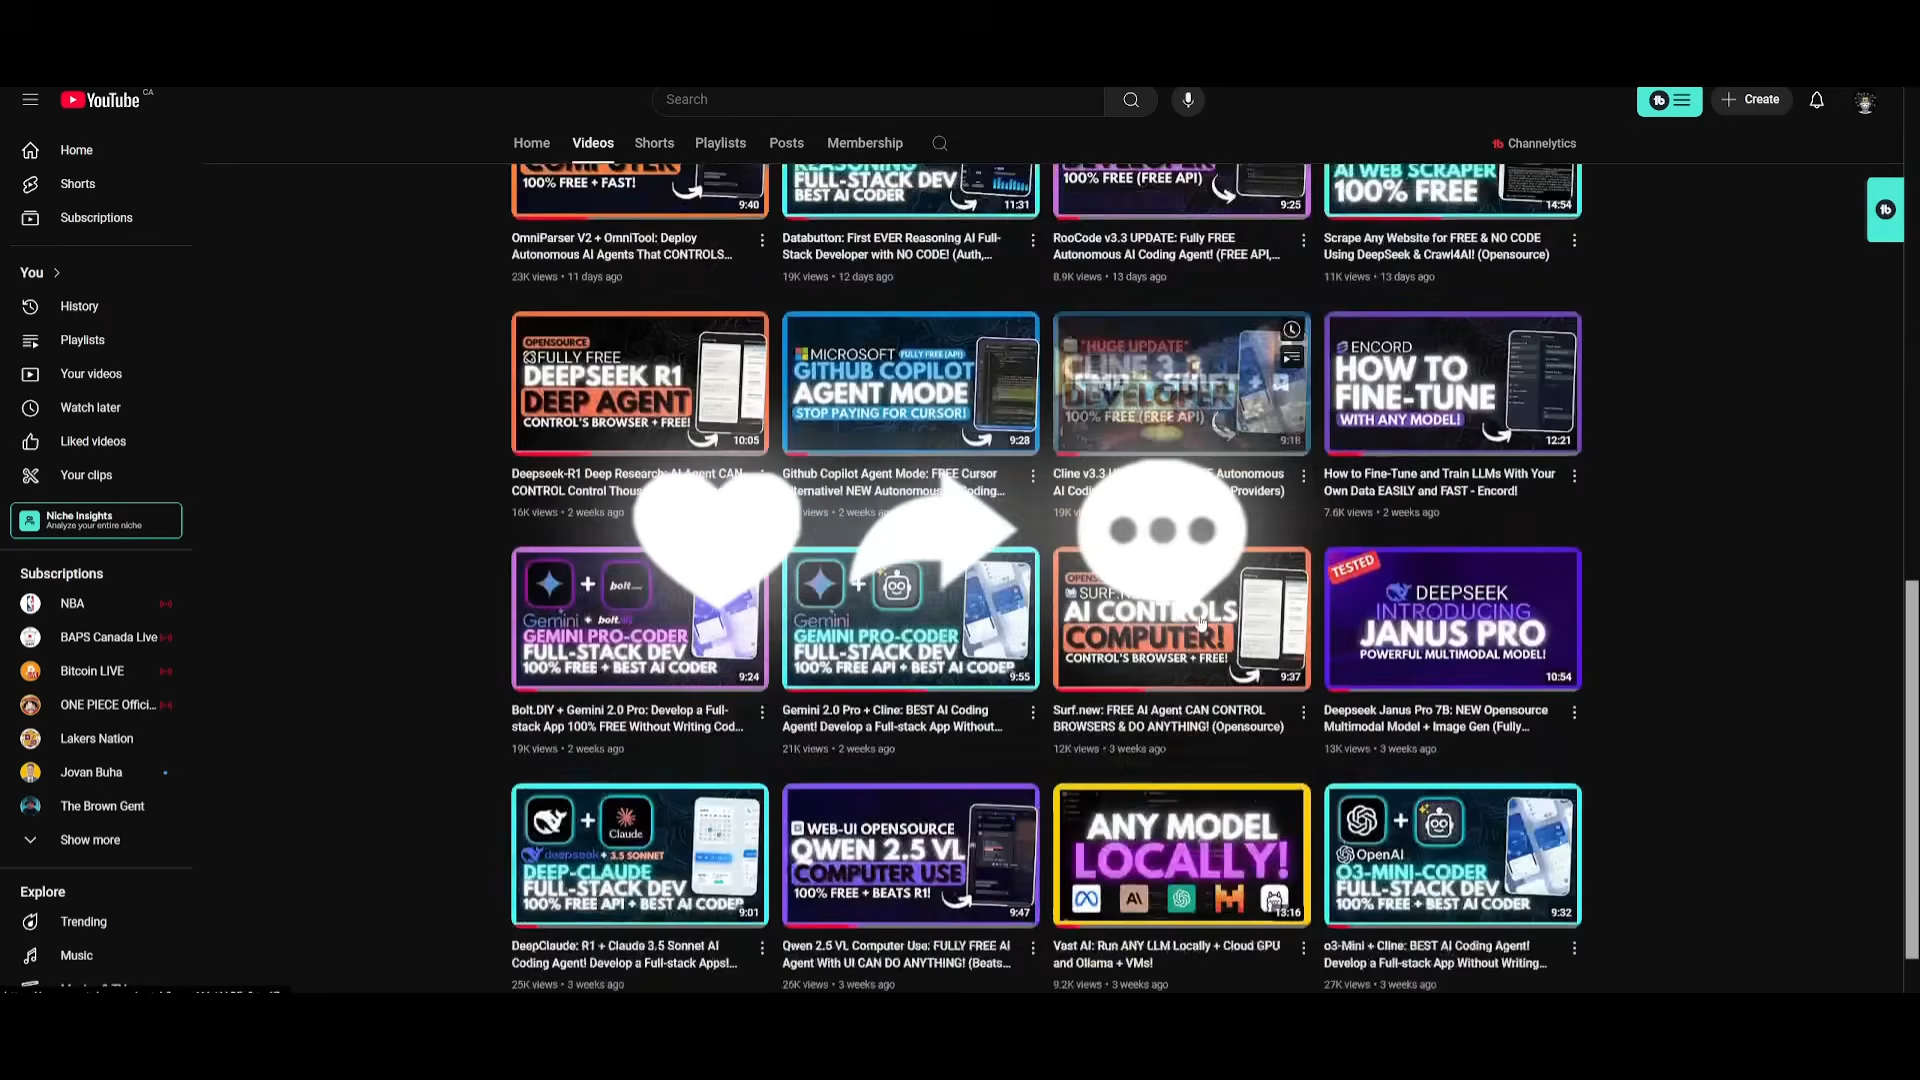 YouTube CA
Search
Create
Home
Shorts
Subscriptions
You
History
Playlists
Your videos
Watch later
Liked videos
Your clips
Niche Insights
Analyze your entire niche
Subscriptions
NBA
BAPS Canada Live
Bitcoin LIVE
ONE PIECE Offici...
Lakers Nation
Jovan Buha
The Brown Gent
Show more
Explore
Trending
Music
Home Videos Shorts Playlists Posts Membership
Channelytics
COMPUTER
100% FREE + FAST!
9:40
OmniParser V2 + OmniTool: Deploy
Autonomous AI Agents That CONTROLS...
23K views • 11 days ago
REASONING
FULL-STACK DEV
BEST AI CODER
11:31
Databutton: First EVER Reasoning AI Full-
Stack Developer with NO CODE! (Auth,...
19K views • 12 days ago
DEVELOPER
100% FREE (FREE API)
9:25
RooCode v3.3 UPDATE: Fully FREE
Autonomous AI Coding Agent! (FREE API,...
8.9K views • 13 days ago
AI WEB SCRAPER
100% FREE
14:54
Scrape Any Website for FREE & NO CODE
Using DeepSeek & Crawl4AI! (Opensource)
11K views • 13 days ago
OPENSOURCE
FULLY FREE
DEEPSEEK R1
DEEP AGENT
CONTROL'S BROWSER + FREE!
10:05
Deepseek-R1 Deep Research: AI Agent CAN
CONTROL Control Thous
16K views • 2 weeks ago
MICROSOFT FULLY FREE (API)
GITHUB COPILOT
AGENT MODE
STOP PAYING FOR CURSOR!
9:28
Github Copilot Agent Mode: FREE Cursor
Autonomous
2 weeks ago
"HUGE UPDATE"
CLINE 3.3
DEVELOPER
100% FREE (FREE API)
9:18
Cline v3.3 Autonomous
AI Codi Providers)
19K
ENCORD
HOW TO
FINE-TUNE
WITH ANY MODEL!
12:21
How to Fine-Tune and Train LLMs With Your
Own Data EASILY and FAST - Encord!
7.6K views • 2 weeks ago
+ bolt
Gemini + bolt.diy
GEMINI PRO-CODER
FULL-STACK DEV
100% FREE + BEST AI CODER
9:24
Bolt.DIY + Gemini 2.0 Pro: Develop a Full-
stack App 100% FREE Without Writing Cod...
19K views • 2 weeks ago
+
Gemini
GEMINI PRO-CODER
FULL-STACK DEV
100% FREE API + BEST AI CODER
9:55
Gemini 2.0 Pro + Cline: BEST AI Coding
Agent! Develop a Full-stack App Without...
21K views • 2 weeks ago
OPENS
SURF.
AI CONTROLS
COMPUTER!
CONTROL'S BROWSER + FREE!
9:37
Surf.new: FREE AI Agent CAN CONTROL
BROWSERS & DO ANYTHING! (Opensource)
12K views • 3 weeks ago
TESTED
DEEPSEEK
INTRODUCING
JANUS PRO
POWERFUL MULTIMODAL MODEL!
10:54
Deepseek Janus Pro 7B: NEW Opensource
Multimodal Model + Image Gen (Fully...
13K views • 3 weeks ago
+ Claude
deepseek + 3.5 SONNET
DEEP-CLAUDE
FULL-STACK DEV
100% FREE API + BEST AI CODER
9:01
DeepClaude: R1 + Claude 3.5 Sonnet AI
Coding Agent! Develop a Full-stack Apps!...
25K views • 3 weeks ago
WEB-UI OPENSOURCE
QWEN 2.5 VL
COMPUTER USE
100% FREE + BEATS R1!
9:47
Qwen 2.5 VL Computer Use: FULLY FREE AI
Agent With UI CAN DO ANYTHING! (Beats...
26K views • 3 weeks ago
ANY MODEL
LOCALLY!
AI
13:16
Vast AI: Run ANY LLM Locally + Cloud GPU
and Ollama + VMs!
9.2K views • 3 weeks ago
+
OpenAI
O3-MINI-CODER
FULL-STACK DEV
100% FREE + BEST AI CODER
9:32
o3-Mini + Cline: BEST AI Coding Agent!
Develop a Full-stack App Without Writing...
27K views • 3 weeks ago